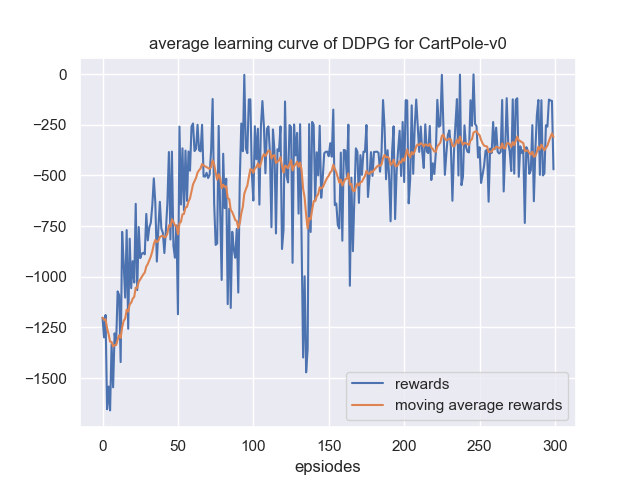 average learning curve of DDPG for CartPole-v0
0
−250
−500
−750
−1000
−1250
−1500
0 50 100 150 200 250 300
epsiodes
rewards
moving average rewards